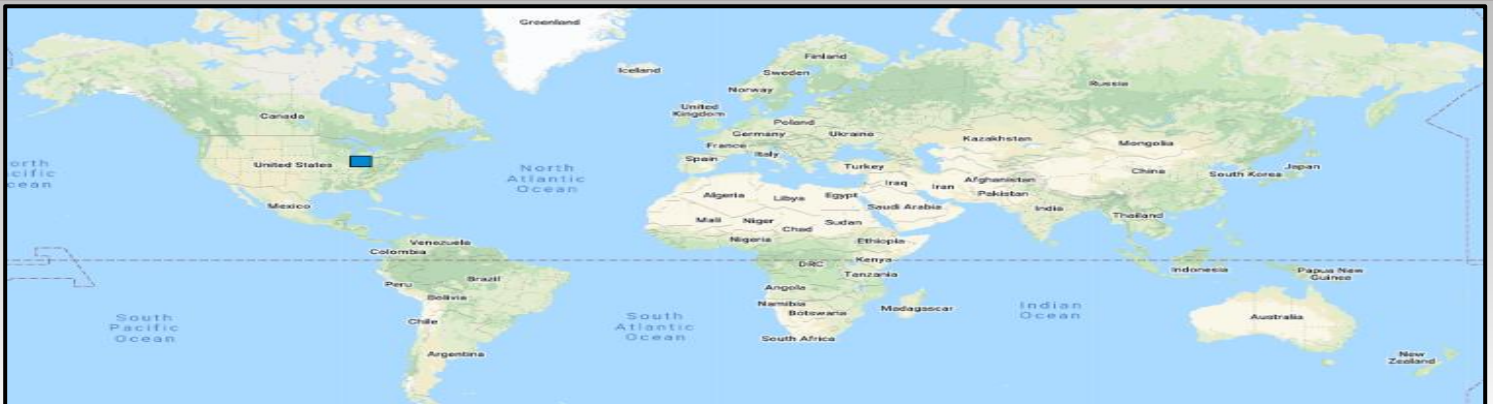 Greenland
Finland
Iceland
Sweden
Russia
Norway
United
Kingdom
Canada
Poland
Germany
Ukraine
Kazakhstan
France
Mongolia
Italy
North
Pacific
Ocean
United States
Spain
North
Atlantic
Ocean
Turkey
China
Japan
South Korea
Afghanistan
Iraq
Iran
Pakistan
Algeria
Libya
Egypt
Saudi Arabia
India
Mexico
Thailand
Mali
Niger
Chad
Sudan
Nigeria
Ethiopia
Venezuela
Colombia
DRC
Kenya
Indonesia
Papua New
Guinea
Peru
Brazil
Tanzania
Angola
Bolivia
Namibia
Botswana
Madagascar
Indian
Ocean
South
Pacific
Ocean
Chile
South
Atlantic
Ocean
Australia
South Africa
Argentina
New
Zealand